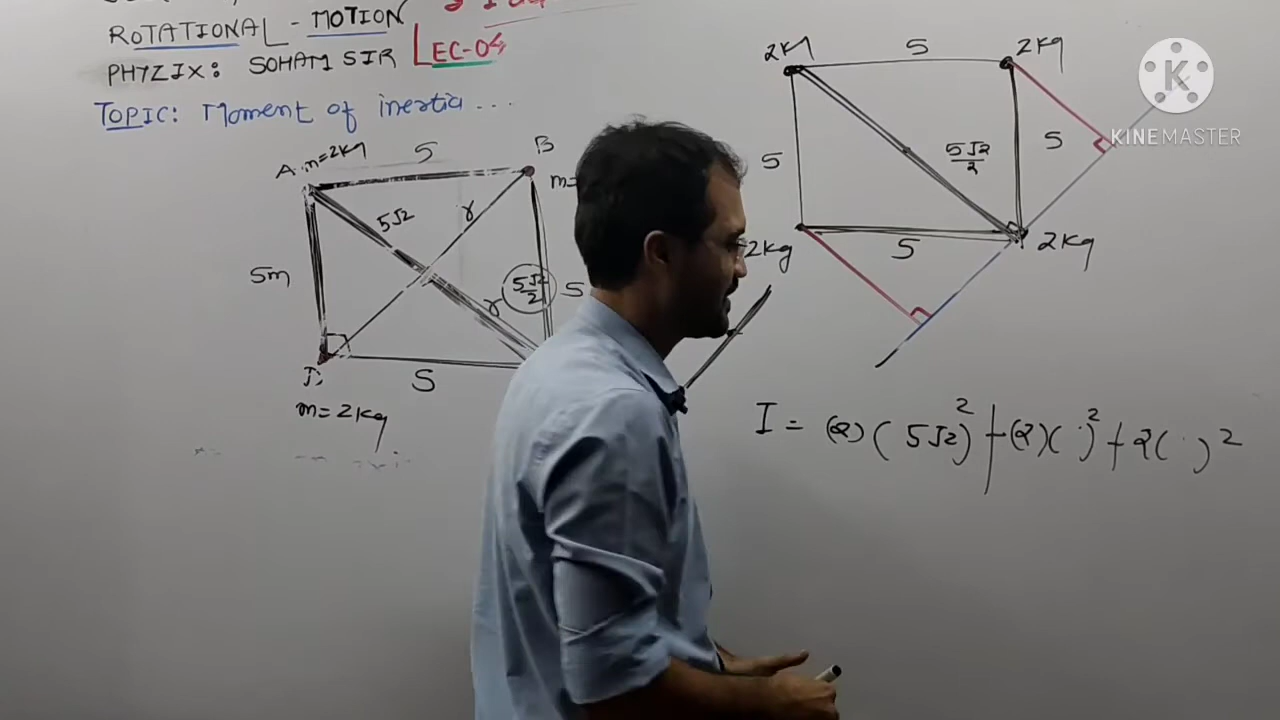 ROTATIONAL - MOTION
LEC-04
PHYZIX: SOHAM SIR
TOPIC: Moment of inertia ...
A. m=2kg
5
B
m=
5√2
r
5m
r
5√2/2
5
D
5
m=2kg
2kg
5
2kg
5
5√2/2
5
2kg
5
2kg
I = (2)(5√2)² + (2)( )² + 2( )²
K
KINEMASTER